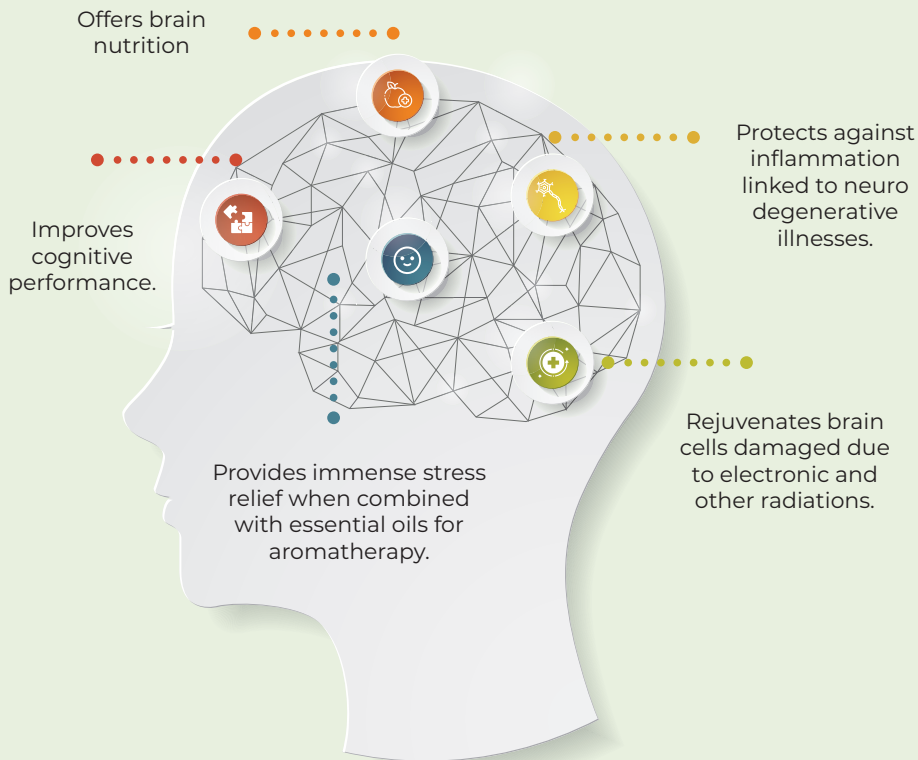 Offers brain
nutrition
Protects against
inflammation
linked to neuro
degenerative
illnesses.
Improves
cognitive
performance.
Rejuvenates brain
cells damaged due
to electronic and
other radiations.
Provides immense stress
relief when combined
with essential oils for
aromatherapy.